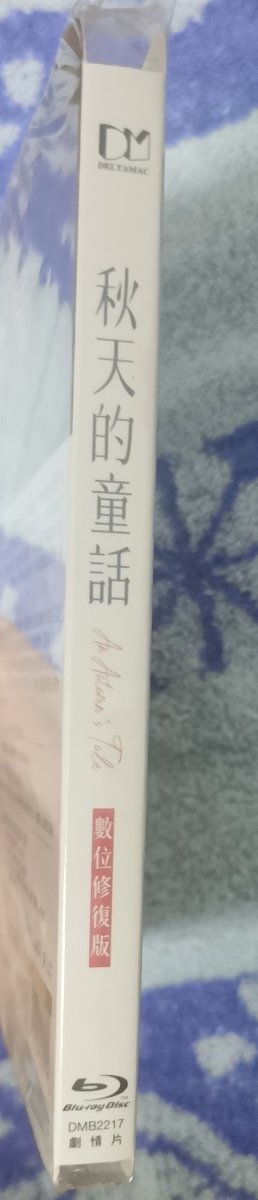 DM
DELTAMAC
秋天的童話
An Autumn's Tale
數位修復版
Blu-ray Disc™
DMB2217
劇情片